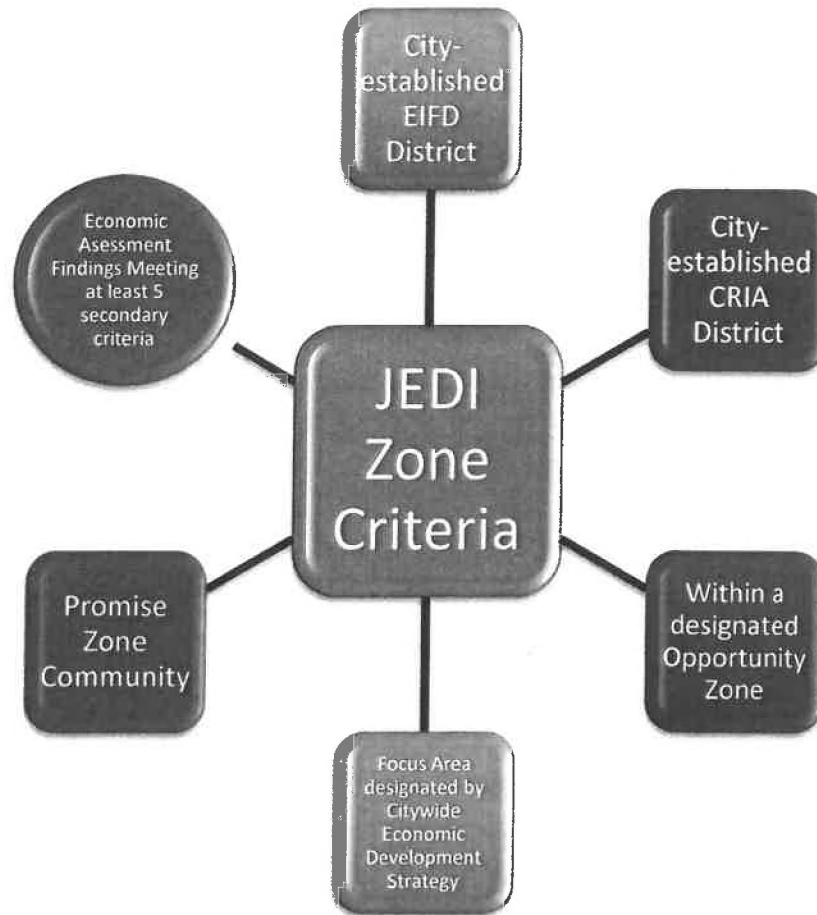 City-
established
EIFD
District
Economic
Asessment
Findings Meeting
at least 5
secondary
criteria
City-
established
CRIA
District
JEDI
Zone
Criteria
Promise
Zone
Community
Within a
designated
Opportunity
Zone
Focus Area
designated by
Citywide
Economic
Development
Strategy